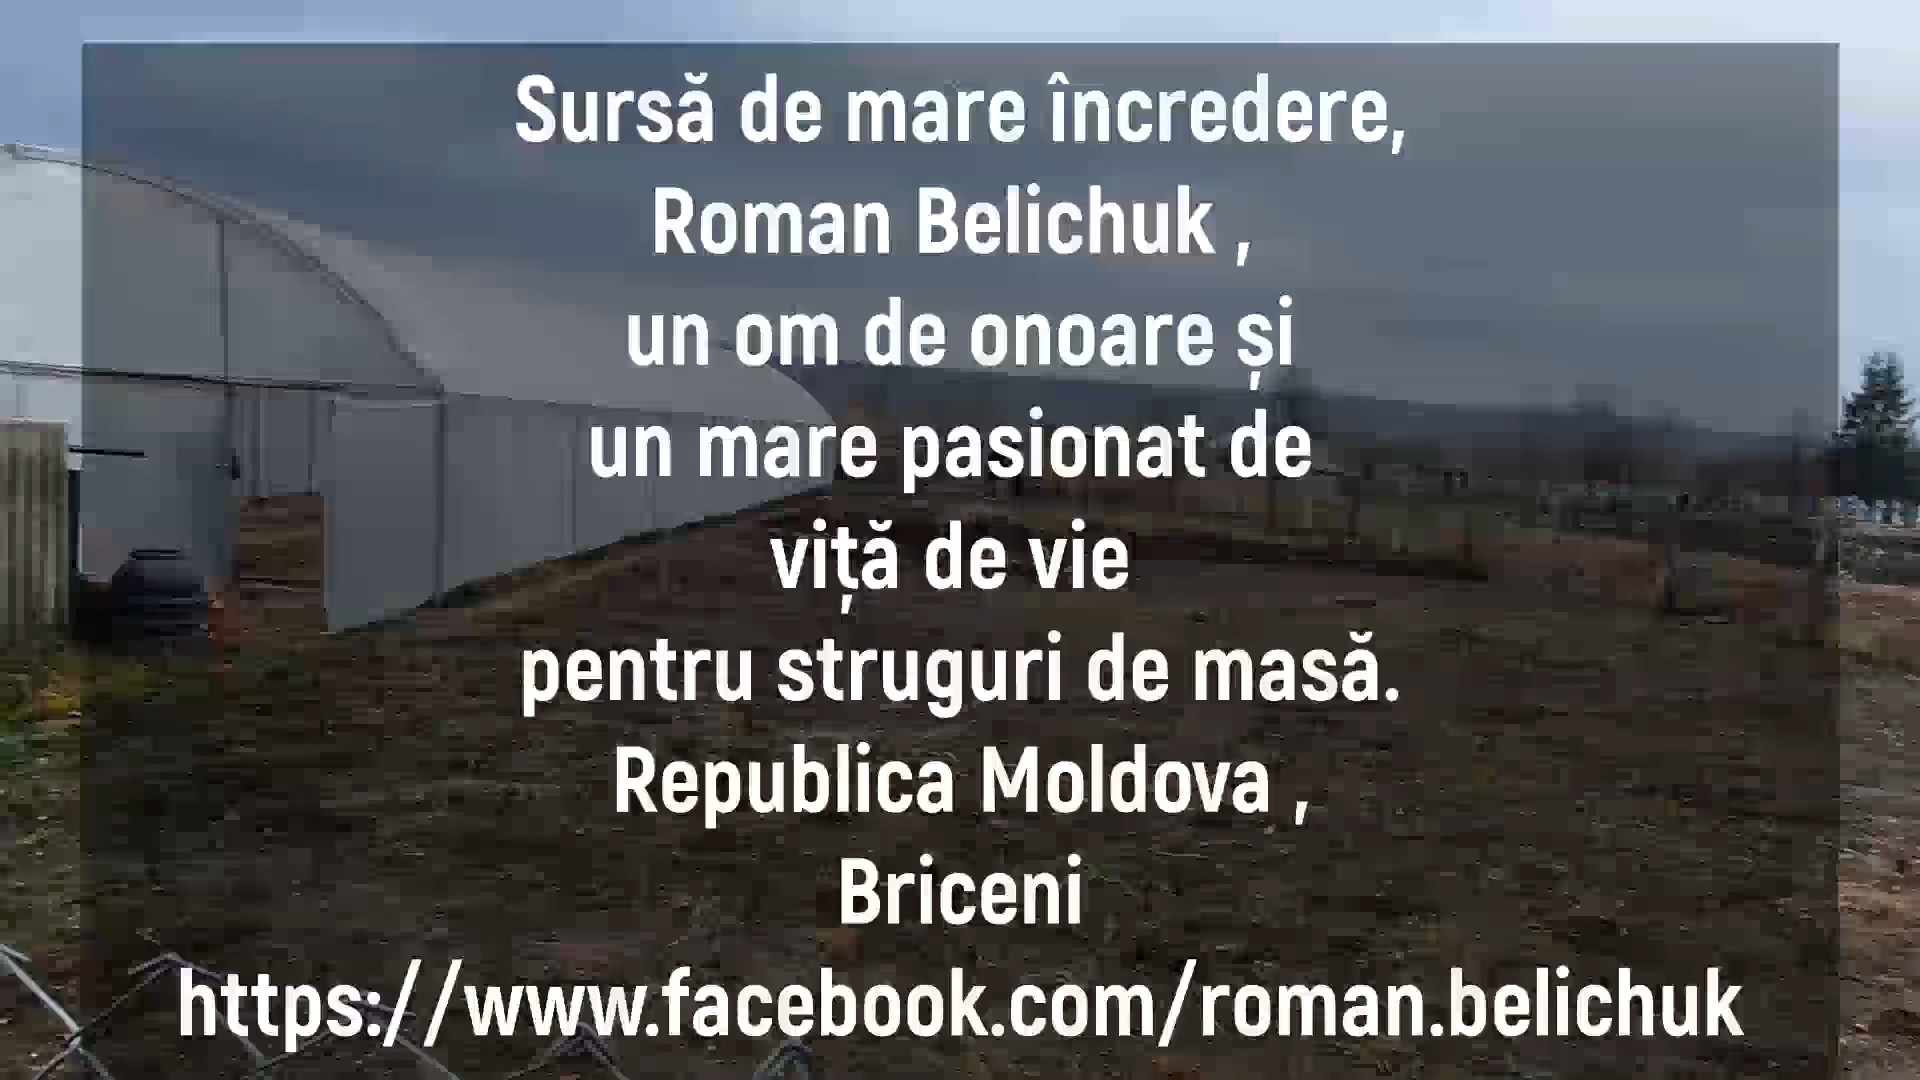 Sursă de mare încredere,
Roman Belichuk ,
un om de onoare și
un mare pasionat de
viță de vie
pentru struguri de masă.
Republica Moldova ,
Briceni
https://www.facebook.com/roman.belichuk